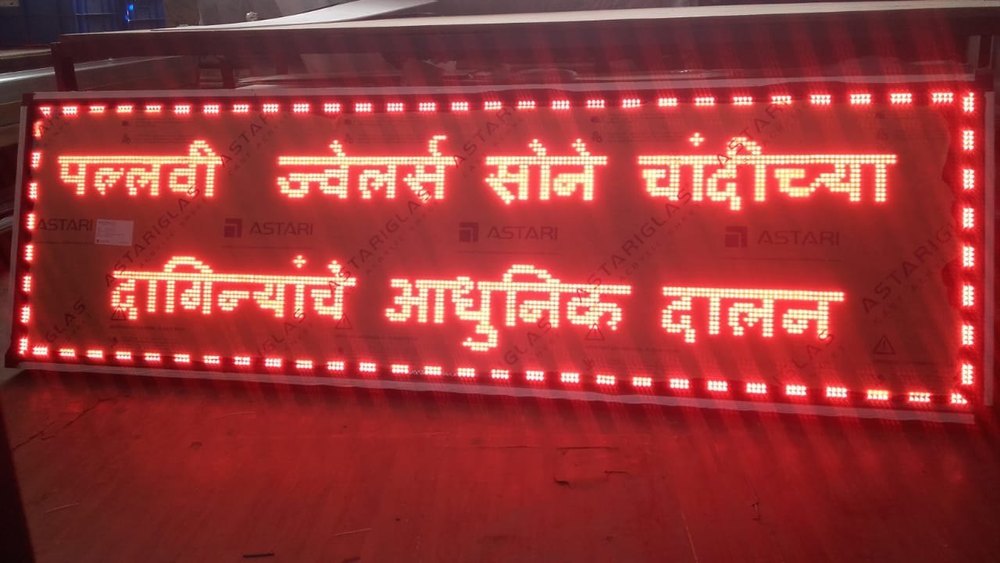 पल्लवी ज्वेलर्स सोने चांदीच्या
ASTARI ASTARI ASTARI ASTARI
दागिन्यांचे आधुनिक दालन